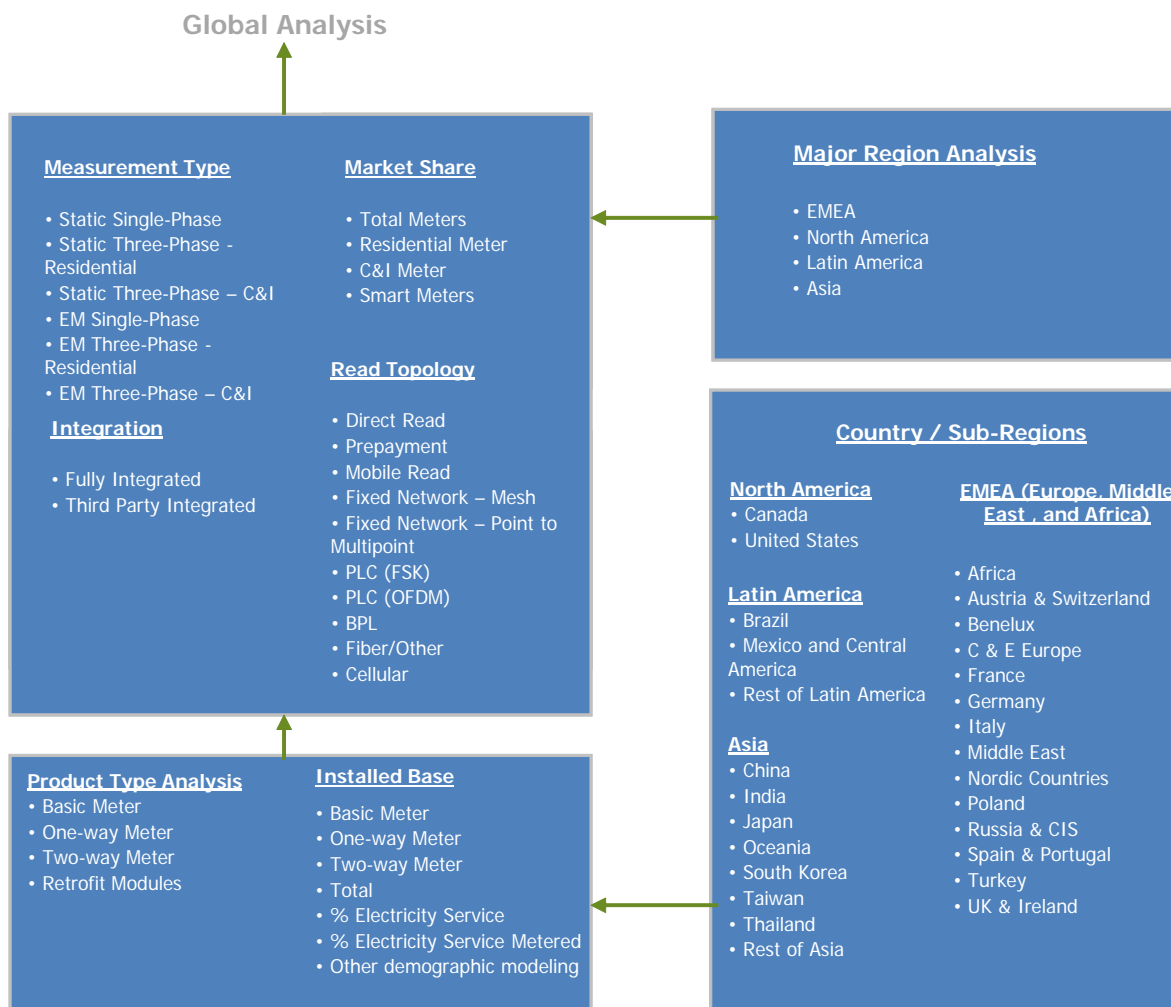 Global Analysis
Measurement Type
• Static Single-Phase
• Static Three-Phase -
Residential
• Static Three-Phase – C&I
• EM Single-Phase
• EM Three-Phase -
Residential
• EM Three-Phase – C&I
Integration
• Fully Integrated
• Third Party Integrated
Market Share
• Total Meters
• Residential Meter
• C&I Meter
• Smart Meters
Read Topology
• Direct Read
• Prepayment
• Mobile Read
• Fixed Network – Mesh
• Fixed Network – Point to
Multipoint
• PLC (FSK)
• PLC (OFDM)
• BPL
• Fiber/Other
• Cellular
Major Region Analysis
• EMEA
• North America
• Latin America
• Asia
Product Type Analysis
• Basic Meter
• One-way Meter
• Two-way Meter
• Retrofit Modules
Installed Base
• Basic Meter
• One-way Meter
• Two-way Meter
• Total
• % Electricity Service
• % Electricity Service Metered
• Other demographic modeling
Country / Sub-Regions
North America
• Canada
• United States
Latin America
• Brazil
• Mexico and Central
America
• Rest of Latin America
Asia
• China
• India
• Japan
• Oceania
• South Korea
• Taiwan
• Thailand
• Rest of Asia
EMEA (Europe, Middle
East , and Africa)
• Africa
• Austria & Switzerland
• Benelux
• C & E Europe
• France
• Germany
• Italy
• Middle East
• Nordic Countries
• Poland
• Russia & CIS
• Spain & Portugal
• Turkey
• UK & Ireland